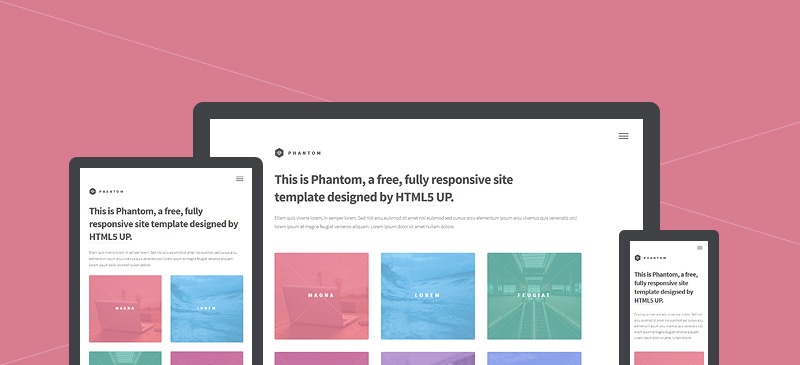 PHANTOM
This is Phantom, a free, fully responsive site
template designed by HTML5 UP.
Etiam quis viverra lorem, in semper lorem. Sed nisl arcu euismod sit amet nisi euismod sed cursus arcu elementum ipsum arcu vivamus quis venenatis orci
lorem ipsum et magna feugiat veroeros aliquam. Lorem ipsum dolor sit amet nullam dolore.
MAGNA
LOREM
FEUGIAT
PHANTOM
This is Phantom, a free, fully
responsive site template designed by
HTML5 UP.
MAGNA
LOREM
PHANTOM
This is Phantom, a free,
fully responsive site
template designed by
HTML5 UP.